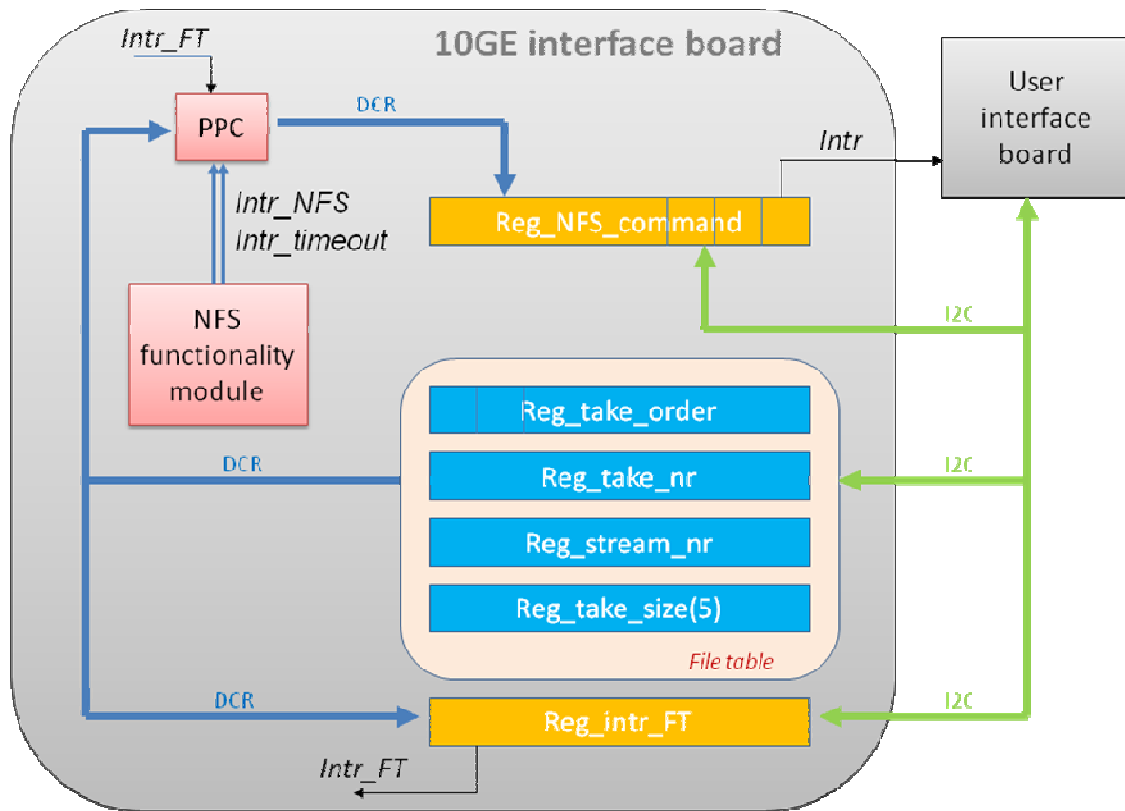 Intr_FT
10GE interface board
PPC
DCR
User
interface
board
Intr
Intr_NFS
Intr_timeout
Reg_NFS_command
NFS
functionality
module
I2C
Reg_take_order
DCR
Reg_take_nr
I2C
Reg_stream_nr
Reg_take_size(5)
File table
DCR
Reg_intr_FT
I2C
Intr_FT